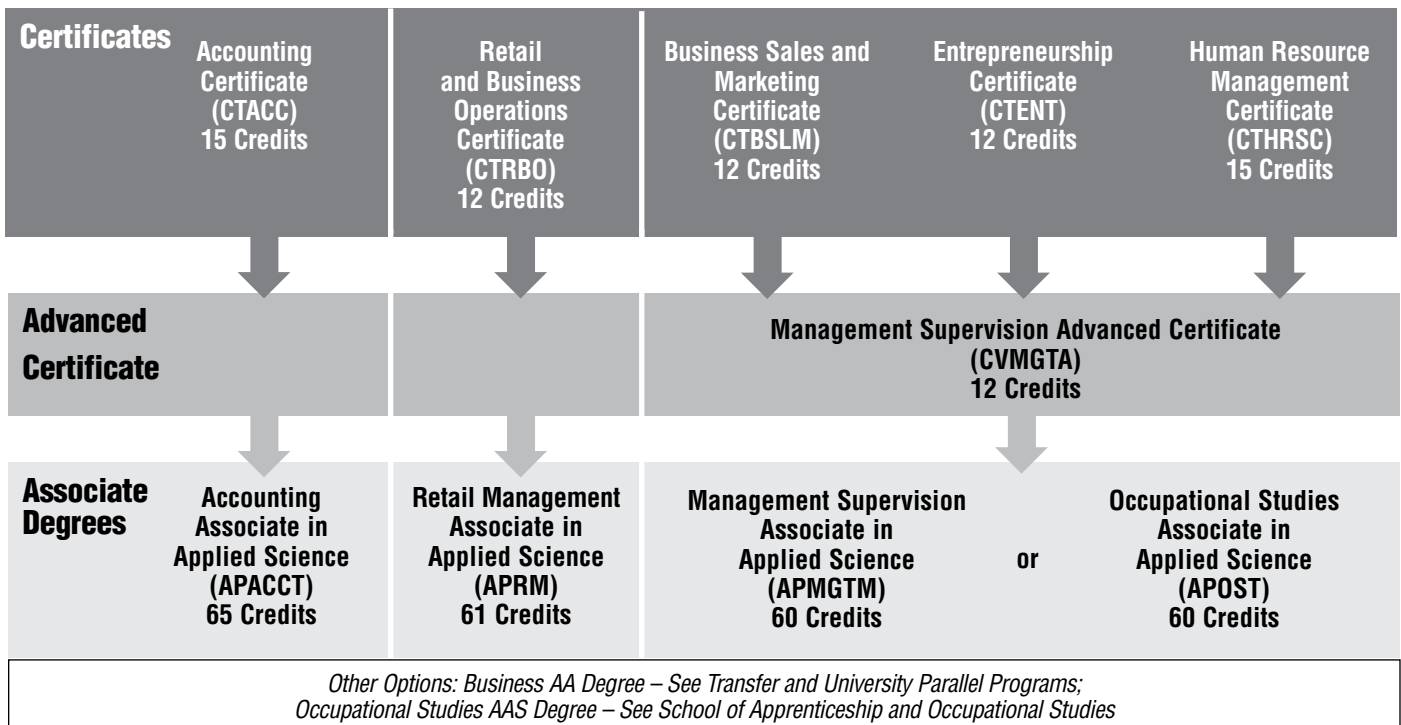 Certificates
Accounting
Certificate
(CTACC)
15 Credits
Retail
and Business
Operations
Certificate
(CTRBO)
12 Credits
Business Sales and
Marketing
Certificate
(CTBSLM)
12 Credits
Entrepreneurship
Certificate
(CTENT)
12 Credits
Human Resource
Management
Certificate
(CTHRSC)
15 Credits
Advanced
Certificate
Management Supervision Advanced Certificate
(CVMGTA)
12 Credits
Associate
Degrees
Accounting
Associate in
Applied Science
(APACCT)
65 Credits
Retail Management
Associate in
Applied Science
(APRM)
61 Credits
Management Supervision
Associate in
Applied Science
(APMGTM)
60 Credits
or
Occupational Studies
Associate in
Applied Science
(APOST)
60 Credits
Other Options: Business AA Degree – See Transfer and University Parallel Programs;
Occupational Studies AAS Degree – See School of Apprenticeship and Occupational Studies